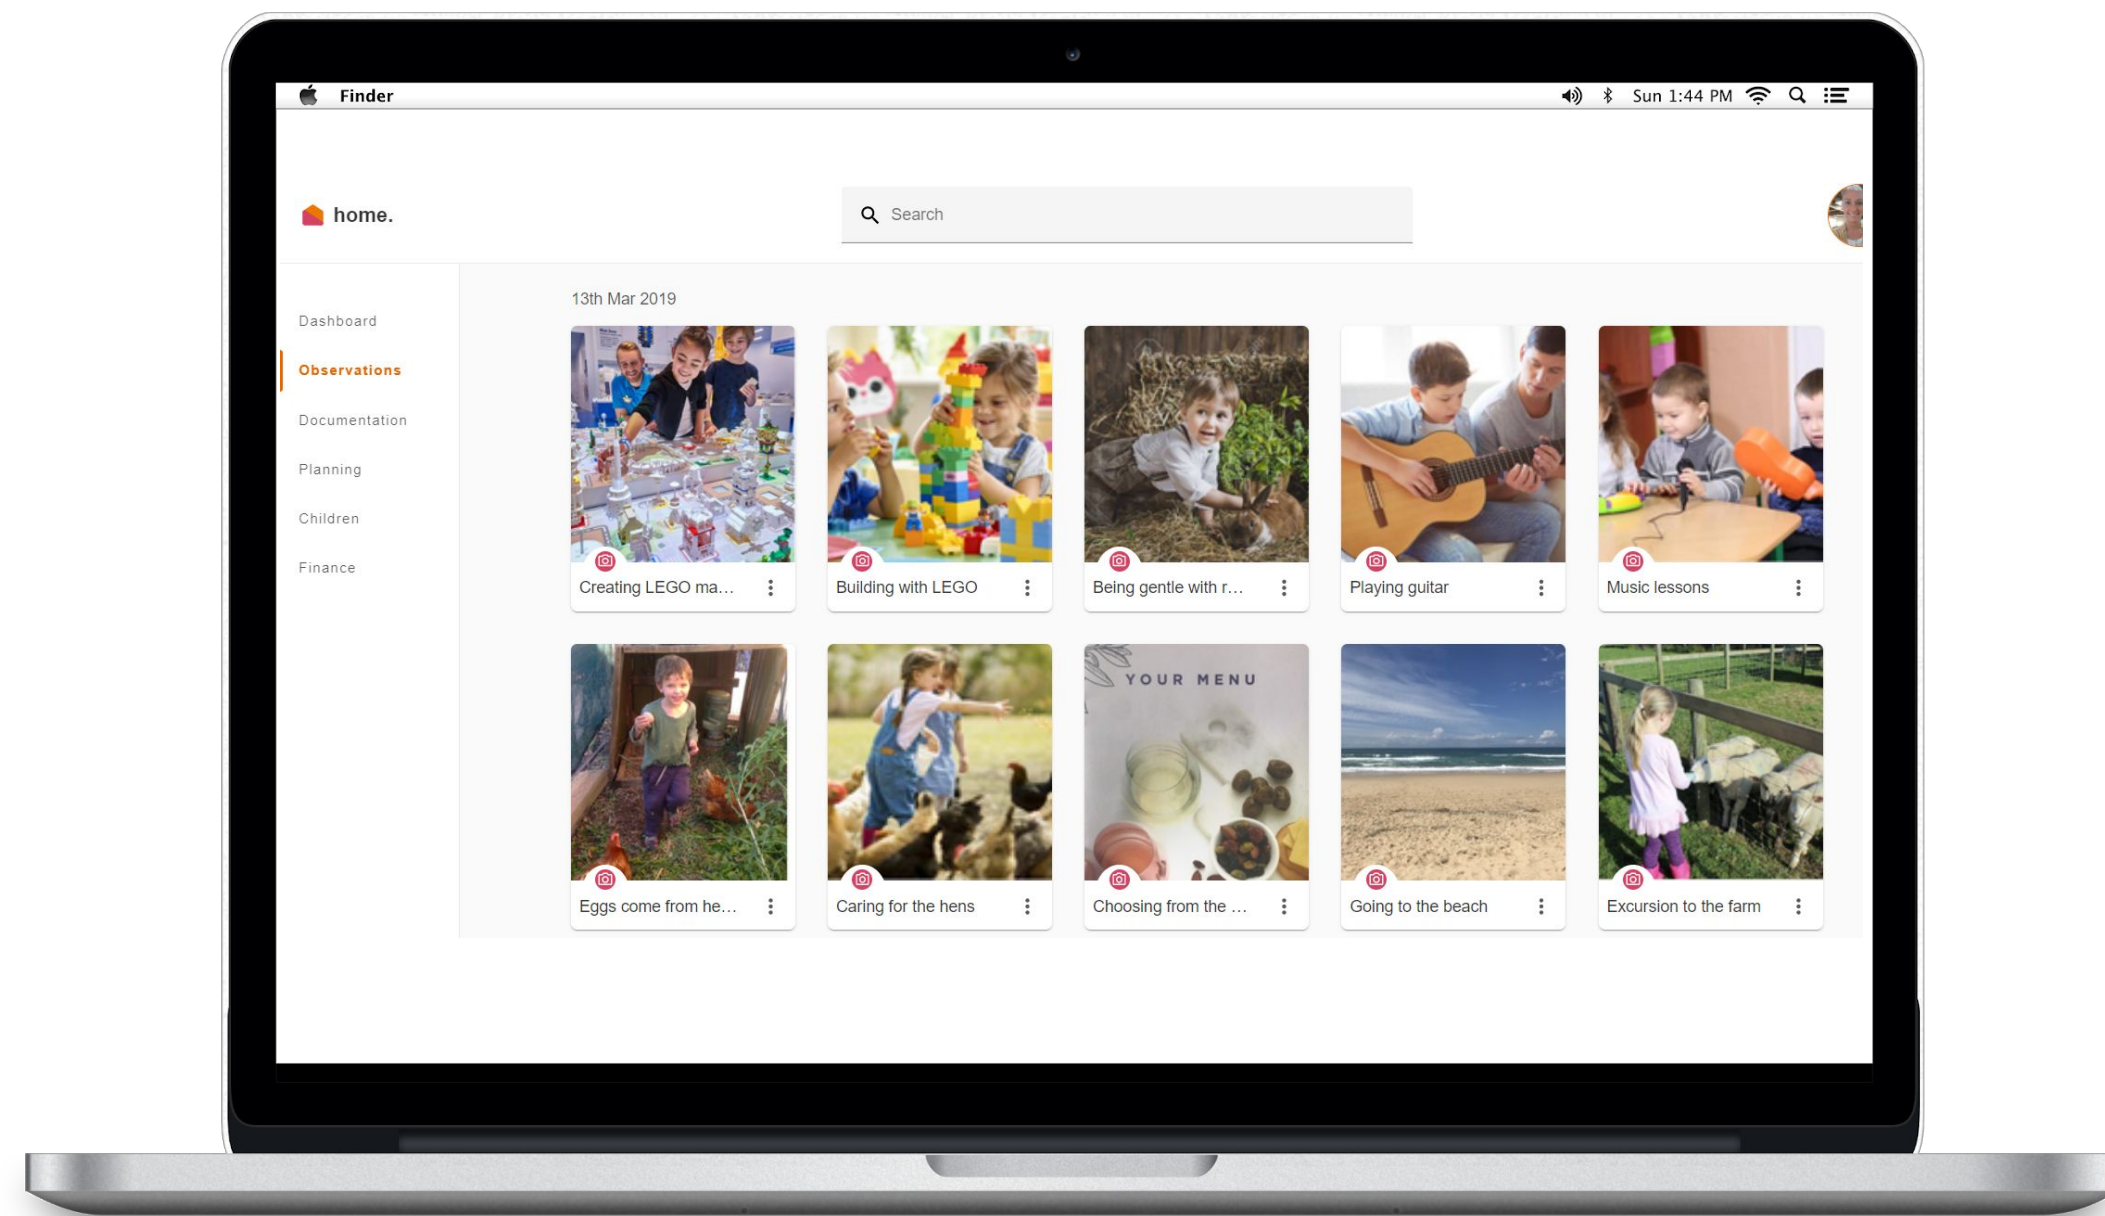 Finder
Sun 1:44 PM
home.
Search
Dashboard
Observations
Documentation
Planning
Children
Finance
13th Mar 2019
Creating LEGO ma...
Building with LEGO
Being gentle with r...
Playing guitar
Music lessons
YOUR MENU
Eggs come from he...
Caring for the hens
Choosing from the ...
Going to the beach
Excursion to the farm